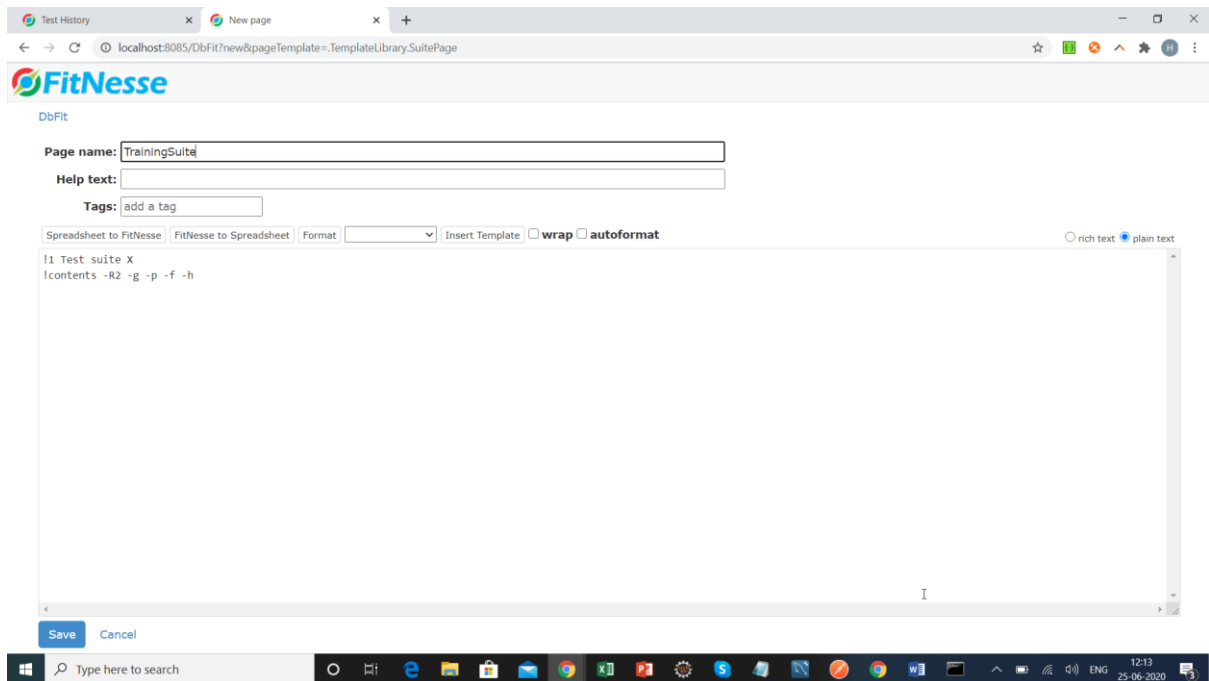 Test History
New page
localhost:8085/DbFit?new&pageTemplate=.TemplateLibrary.SuitePage
H
FitNesse
DbFit
Page name: TrainingSuite
Help text:
Tags: add a tag
Spreadsheet to FitNesse FitNesse to Spreadsheet Format Insert Template wrap autoformat rich text plain text
!1 Test suite X
!contents -R2 -g -p -f -h
Save Cancel
Type here to search
ENG
12:13
25-06-2020
3